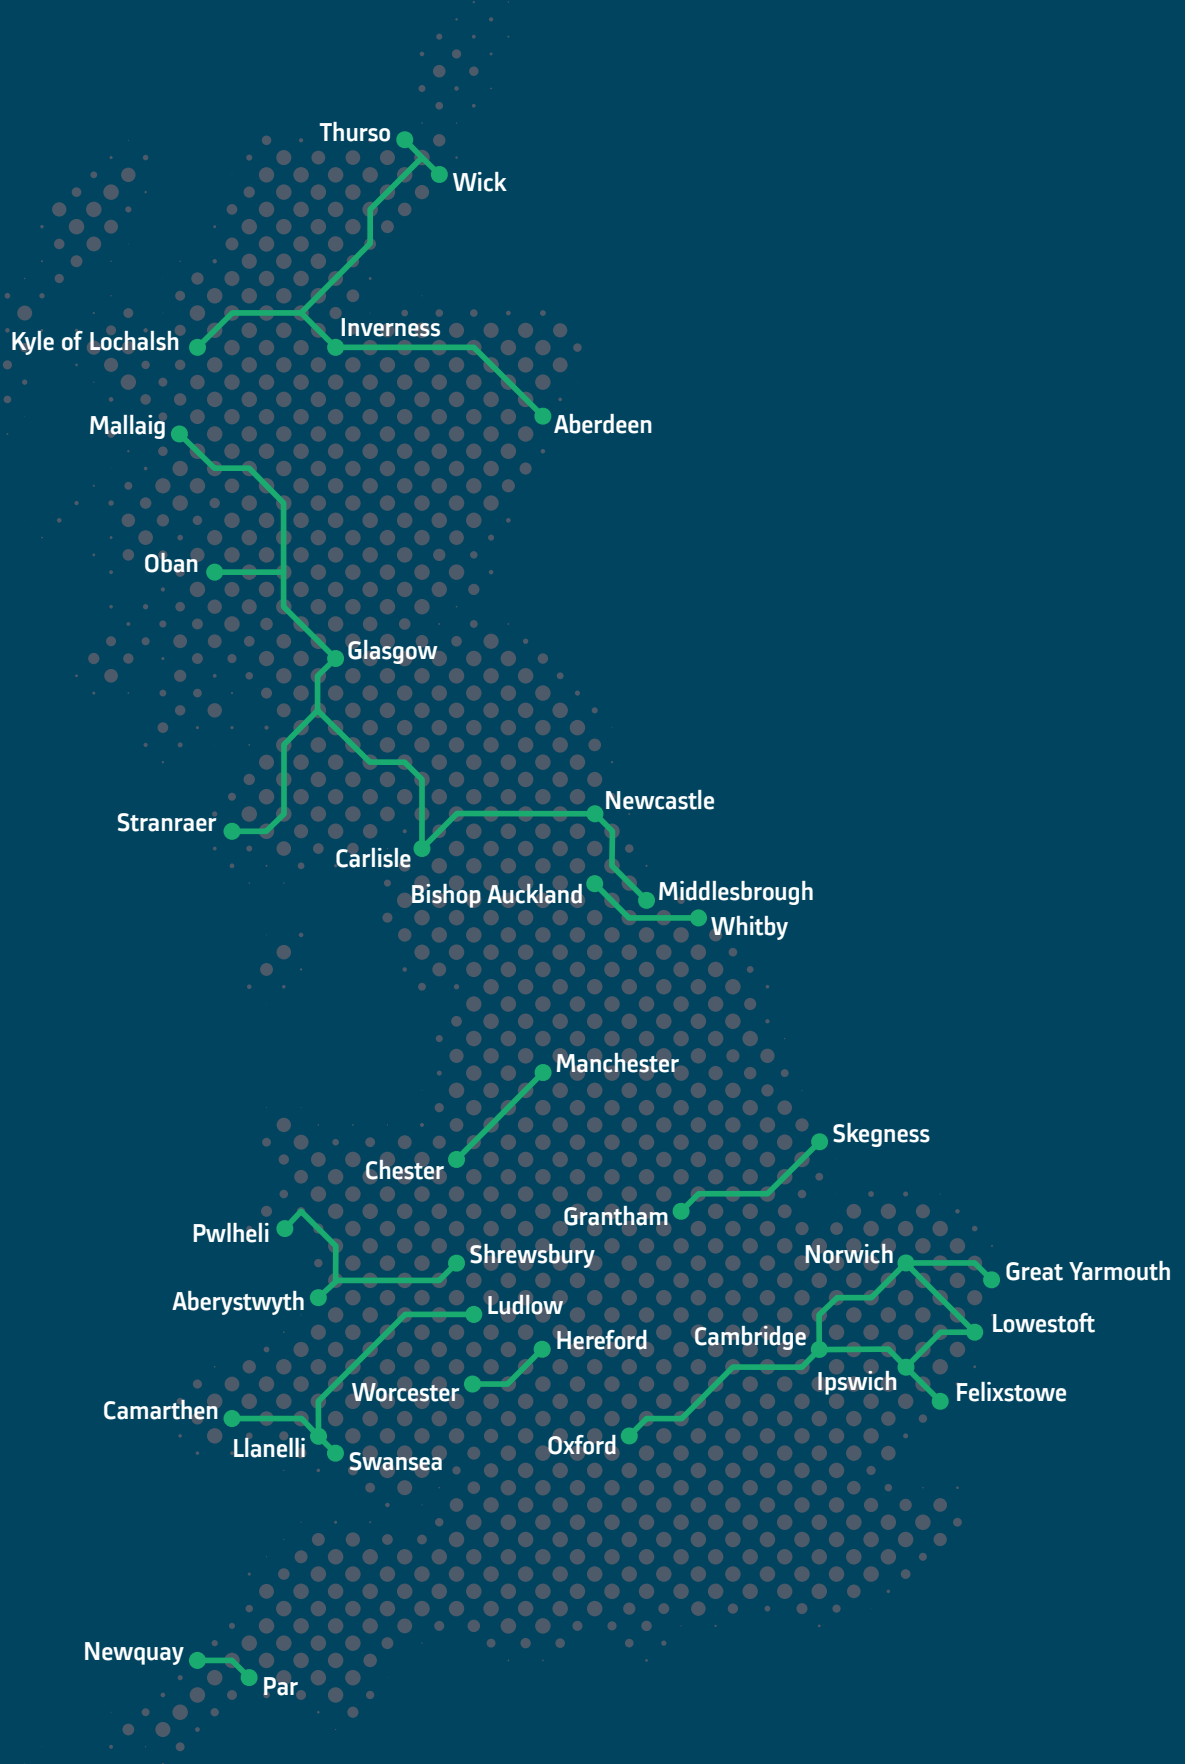 Thurso
Wick
Inverness
Kyle of Lochalsh
Aberdeen
Mallaig
Oban
Glasgow
Newcastle
Stranraer
Carlisle
Bishop Auckland
Middlesbrough
Whitby
Manchester
Skegness
Chester
Grantham
Pwlheli
Shrewsbury
Norwich
Great Yarmouth
Aberystwyth
Ludlow
Lowestoft
Hereford
Cambridge
Worcester
Ipswich
Felixstowe
Camarthen
Llanelli
Oxford
Swansea
Newquay
Par